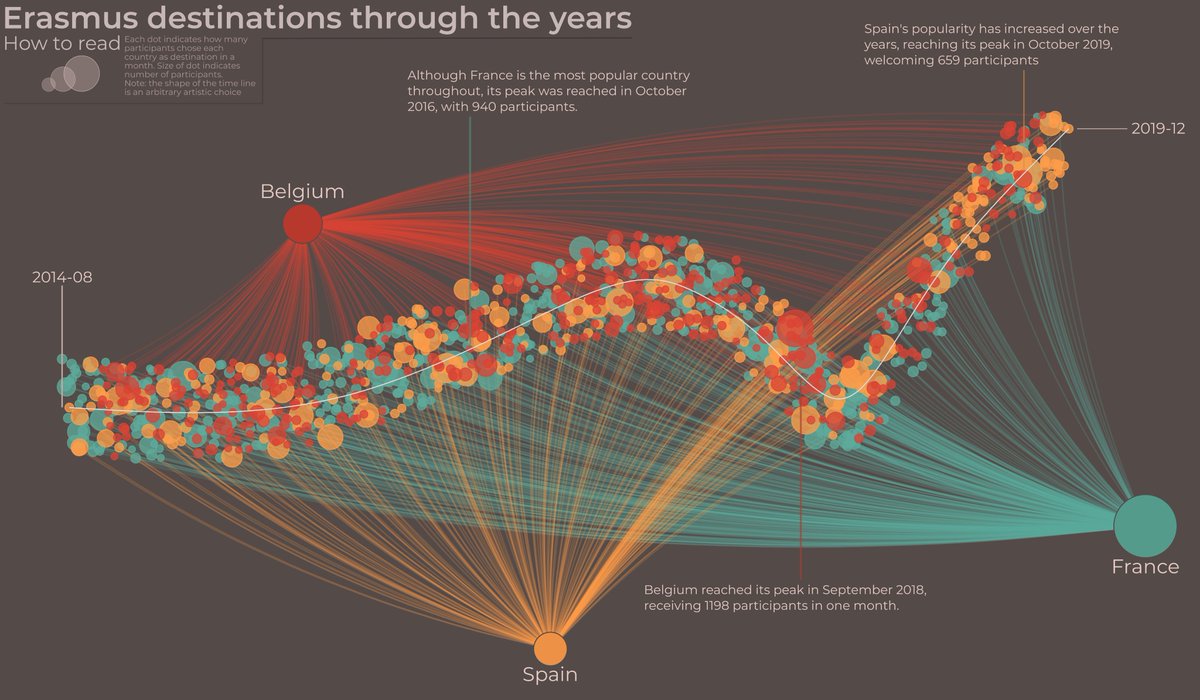 Erasmus destinations through the years
How to read
Each dot indicates how many
participants chose each
country as destination in a
month. Size of dot indicates
number of participants.
Note: the shape of the time line
is an arbitrary artistic choice
Although France is the most popular country
throughout, its peak was reached in October
2016, with 940 participants.
Spain's popularity has increased over the
years, reaching its peak in October 2019,
welcoming 659 participants
2019-12
Belgium
2014-08
France
Belgium reached its peak in September 2018,
receiving 1198 participants in one month.
Spain